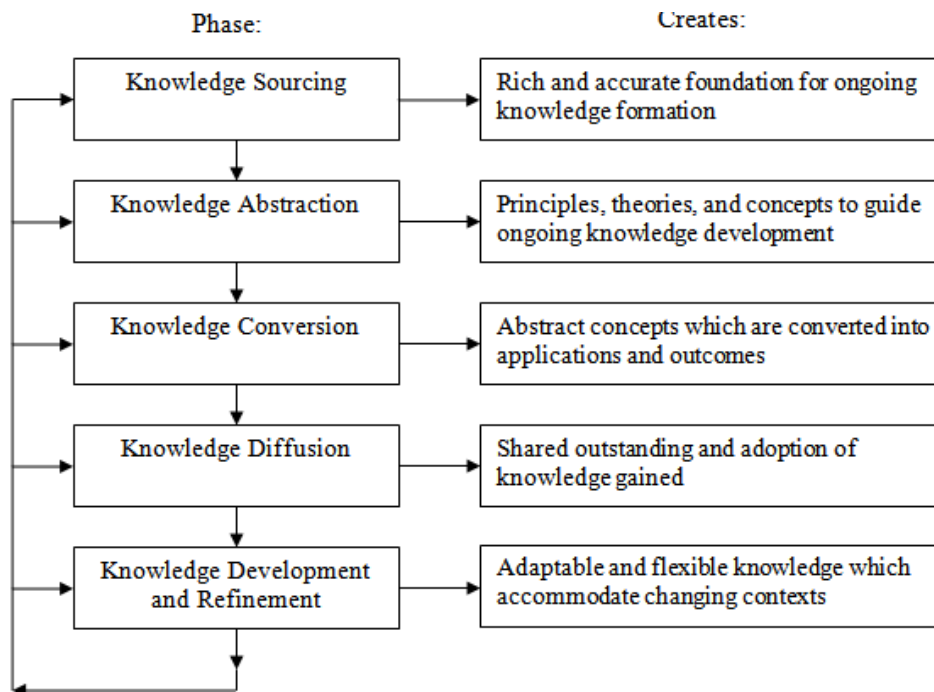 Phase:
Creates:
Knowledge Sourcing
Rich and accurate foundation for ongoing
knowledge formation
Knowledge Abstraction
Principles, theories, and concepts to guide
ongoing knowledge development
Knowledge Conversion
Abstract concepts which are converted into
applications and outcomes
Knowledge Diffusion
Shared outstanding and adoption of
knowledge gained
Knowledge Development
and Refinement
Adaptable and flexible knowledge which
accommodate changing contexts